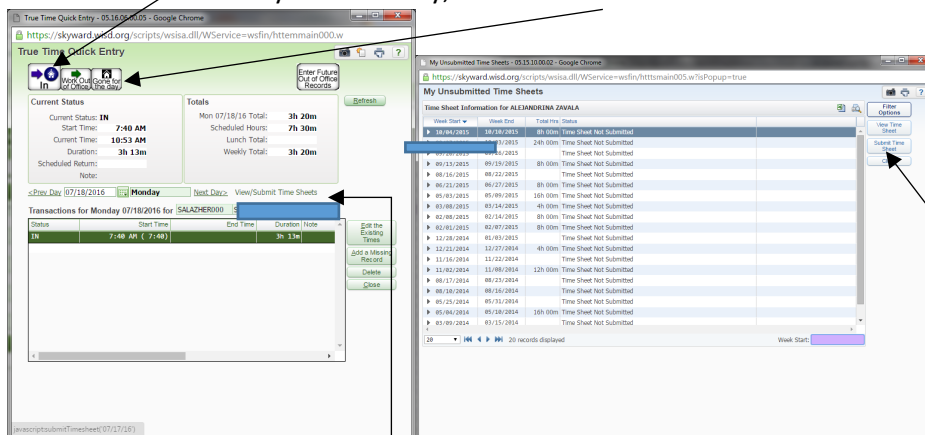 True Time Quick Entry - 05.16.06.00.05 - Google Chrome
https://skyward.wisd.org/scripts/wsisa.dll/WService=wsfin/httemmain000.w
True Time Quick Entry
In
Work Out of Office
Gone for the day
Enter Future Out of Office Records
Current Status
Current Status: IN
Start Time: 7:40 AM
Current Time: 10:53 AM
Duration: 3h 13m
Scheduled Return:
Note:
Totals
Mon 07/18/16 Total: 3h 20m
Scheduled Hours: 7h 30m
Lunch Total:
Weekly Total: 3h 20m
Refresh
<Prev Day 07/18/2016 Monday Next Day> View/Submit Time Sheets
Transactions for Monday 07/18/2016 for SALAZHER000
Status Start Time End Time Duration Note
IN 7:40 AM ( 7:40) 3h 13m
Edit the Existing Times
Add a Missing Record
Delete
Close
javascript:submitTimesheet('07/17/16')
My Unsubmitted Time Sheets - 05.15.10.00.02 - Google Chrome
https://skyward.wisd.org/scripts/wsisa.dll/WService=wsfin/htttsmain005.w?isPopup=true
My Unsubmitted Time Sheets
Time Sheet Information for ALEJANDRINA ZAVALA
Week Start Week End Total Hrs Status
10/04/2015 10/10/2015 8h 00m Time Sheet Not Submitted
24h 00m Time Sheet Not Submitted
Time Sheet Not Submitted
09/13/2015 09/19/2015 8h 00m Time Sheet Not Submitted
08/16/2015 08/22/2015 Time Sheet Not Submitted
06/21/2015 06/27/2015 8h 00m Time Sheet Not Submitted
05/03/2015 05/09/2015 16h 00m Time Sheet Not Submitted
03/08/2015 03/14/2015 4h 00m Time Sheet Not Submitted
02/08/2015 02/14/2015 8h 00m Time Sheet Not Submitted
02/01/2015 02/07/2015 8h 00m Time Sheet Not Submitted
12/28/2014 01/03/2015 Time Sheet Not Submitted
12/21/2014 12/27/2014 4h 00m Time Sheet Not Submitted
11/16/2014 11/22/2014 Time Sheet Not Submitted
11/02/2014 11/08/2014 12h 00m Time Sheet Not Submitted
08/17/2014 08/23/2014 Time Sheet Not Submitted
08/10/2014 08/16/2014 Time Sheet Not Submitted
05/25/2014 05/31/2014 Time Sheet Not Submitted
05/04/2014 05/10/2014 16h 00m Time Sheet Not Submitted
03/09/2014 03/15/2014 Time Sheet Not Submitted
20 20 records displayed Week Start:
Filter Options
View Time Sheet
Submit Time Sheet